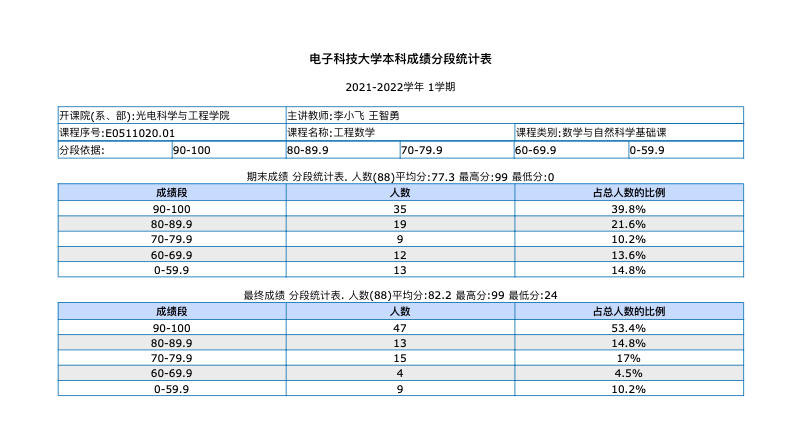 电子科技大学本科成绩分段统计表
2021-2022学年 1学期
开课院(系、部):光电科学与工程学院 主讲教师:李小飞 王智勇
课程序号:E0511020.01 课程名称:工程数学 课程类别:数学与自然科学基础课
分段依据: 90-100 80-89.9 70-79.9 60-69.9 0-59.9
期末成绩 分段统计表. 人数(88)平均分:77.3 最高分:99 最低分:0
成绩段 人数 占总人数的比例
90-100 35 39.8%
80-89.9 19 21.6%
70-79.9 9 10.2%
60-69.9 12 13.6%
0-59.9 13 14.8%
最终成绩 分段统计表. 人数(88)平均分:82.2 最高分:99 最低分:24
成绩段 人数 占总人数的比例
90-100 47 53.4%
80-89.9 13 14.8%
70-79.9 15 17%
60-69.9 4 4.5%
0-59.9 9 10.2%